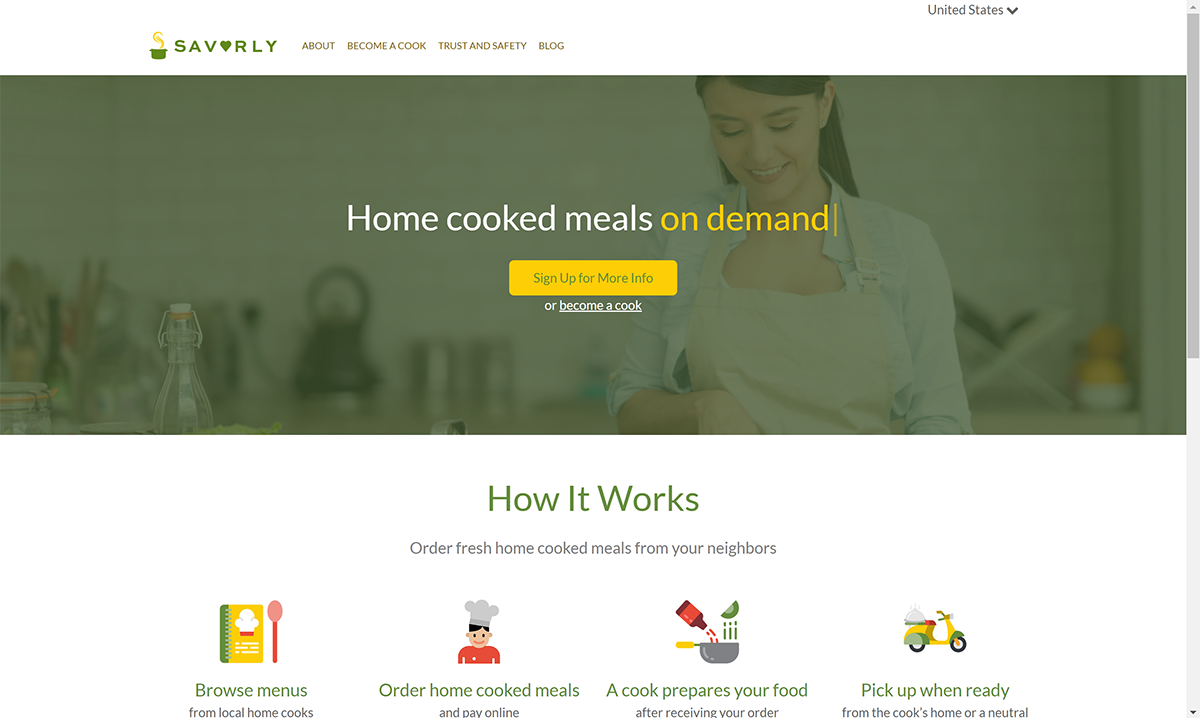 United States
SAVORLY
ABOUT BECOME A COOK TRUST AND SAFETY BLOG
Home cooked meals on demand|
Sign Up for More Info
or become a cook
How It Works
Order fresh home cooked meals from your neighbors
Browse menus
from local home cooks
Order home cooked meals
and pay online
A cook prepares your food
after receiving your order
Pick up when ready
from the cook's home or a neutral